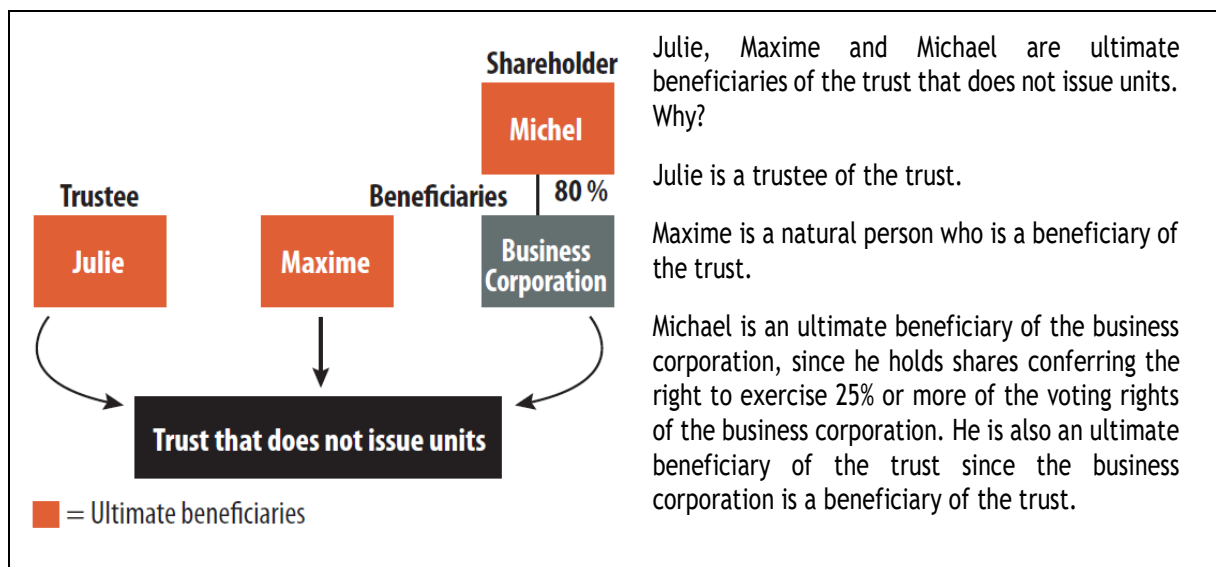 Shareholder
Michel
Beneficiaries
80 %
Trustee
Julie
Maxime
Business
Corporation
Trust that does not issue units
= Ultimate beneficiaries
Julie, Maxime and Michael are ultimate
beneficiaries of the trust that does not issue units.
Why?
Julie is a trustee of the trust.
Maxime is a natural person who is a beneficiary of
the trust.
Michael is an ultimate beneficiary of the business
corporation, since he holds shares conferring the
right to exercise 25% or more of the voting rights
of the business corporation. He is also an ultimate
beneficiary of the trust since the business
corporation is a beneficiary of the trust.